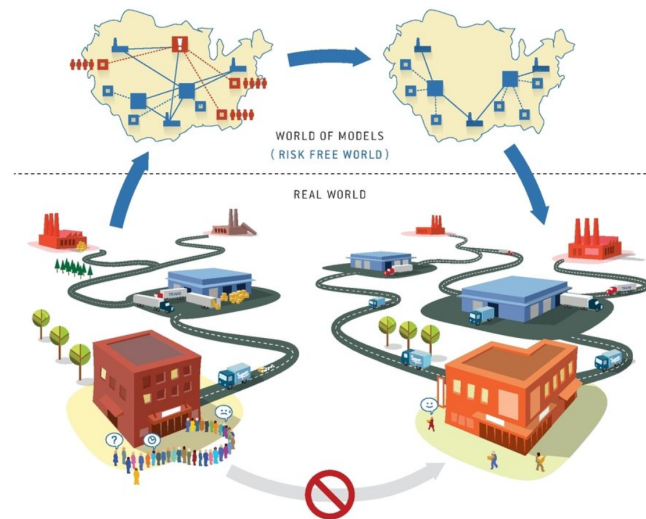 WORLD OF MODELS
( RISK FREE WORLD )
REAL WORLD
!
?